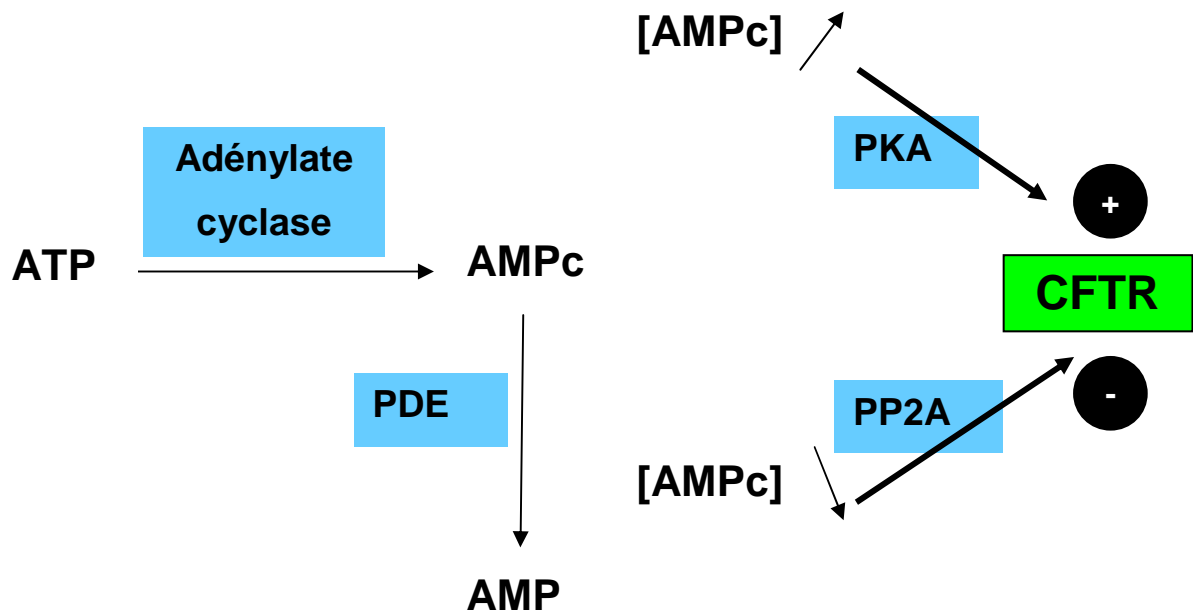 [AMPc]
Adénylate
cyclase
PKA
+
ATP
AMPc
CFTR
PDE
PP2A
-
[AMPc]
AMP